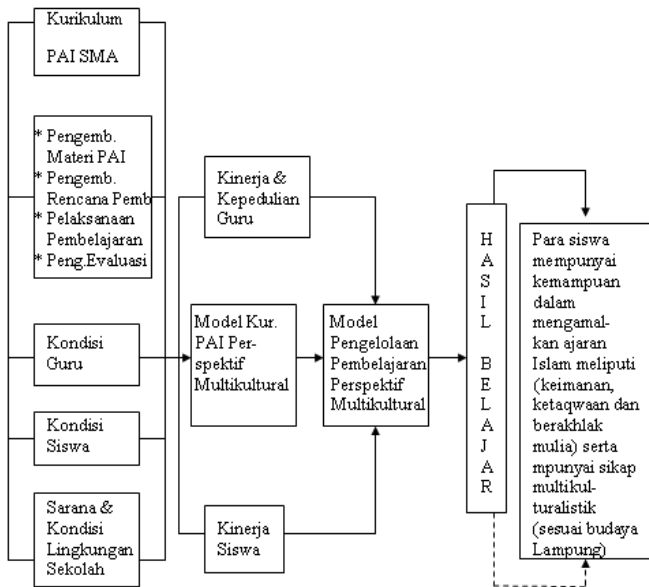 Kurikulum
PAI SMA
* Pengemb.
Materi PAI
* Pengemb.
Rencana Pemb
* Pelaksanaan
Pembelajaran
* Peng.Evaluasi
Kondisi
Guru
Kondisi
Siswa
Sarana &
Kondisi
Lingkungan
Sekolah
Kinerja &
Kepedulian
Guru
Model Kur.
PAI Per-
spektif
Multikultural
Kinerja
Siswa
Model
Pengelolaan
Pembelajaran
Perspektif
Multikultural
H
A
S
I
L
B
E
L
A
J
A
R
Para siswa
mempunyai
kemampuan
dalam
mengamal-
kan ajaran
Islam meliputi
(keimanan,
ketaqwaan dan
berakhlak
mulia) serta
mpunyai sikap
multikul-
turalistik
(sesuai budaya
Lampung)